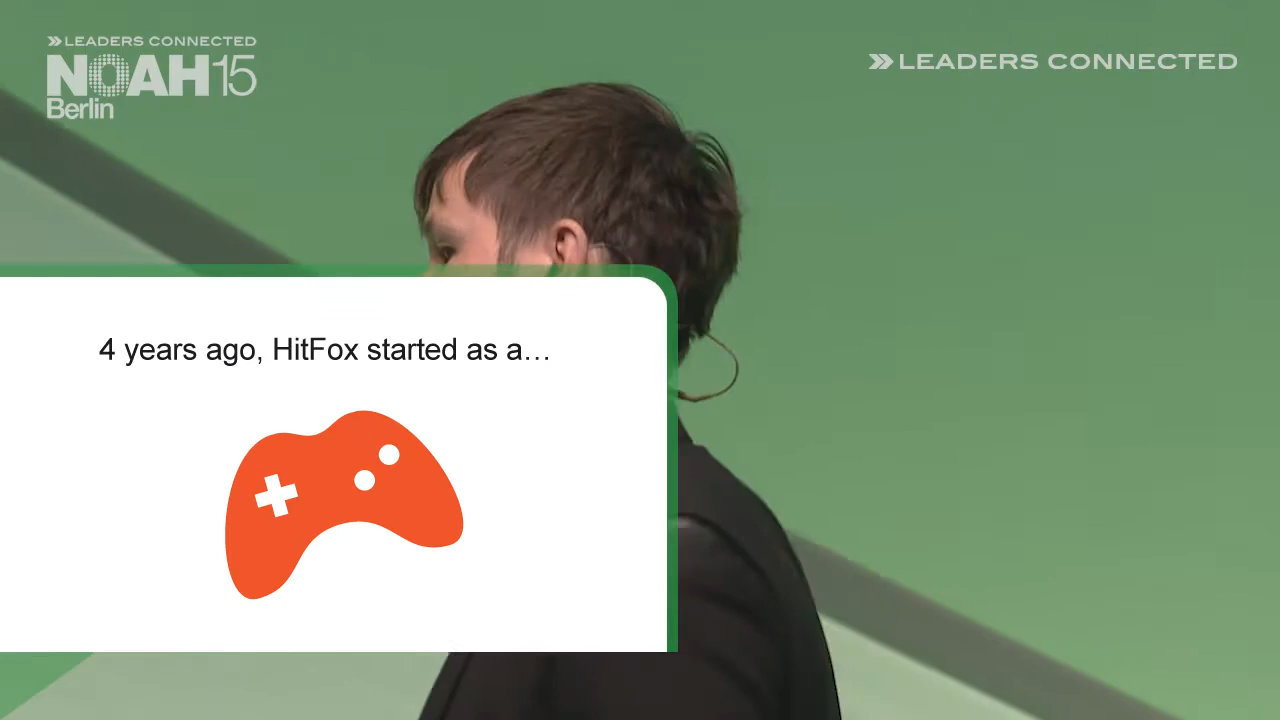 LEADERS CONNECTED
NOAH15
Berlin
LEADERS CONNECTED
4 years ago, HitFox started as a…